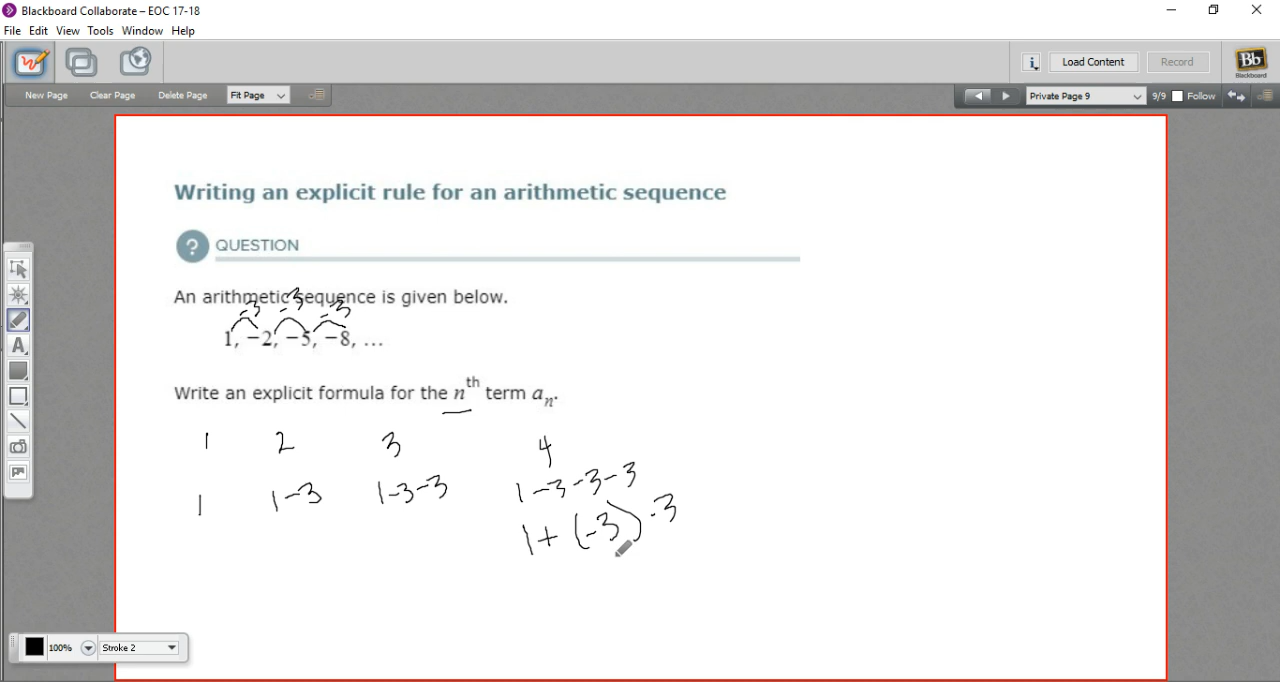 Blackboard Collaborate – EOC 17-18
File Edit View Tools Window Help
i Load Content Record Bb
Blackboard
New Page Clear Page Delete Page Fit Page Private Page 9 9/9 Follow
Writing an explicit rule for an arithmetic sequence
? QUESTION
An arithmetic sequence is given below.
-3 -3 -3
1, −2, −5, −8, ...
Write an explicit formula for the nth term an.
1 2 3 4
1 1-3 1-3-3 1-3-3-3
1+(-3)·3
A
100% Stroke 2